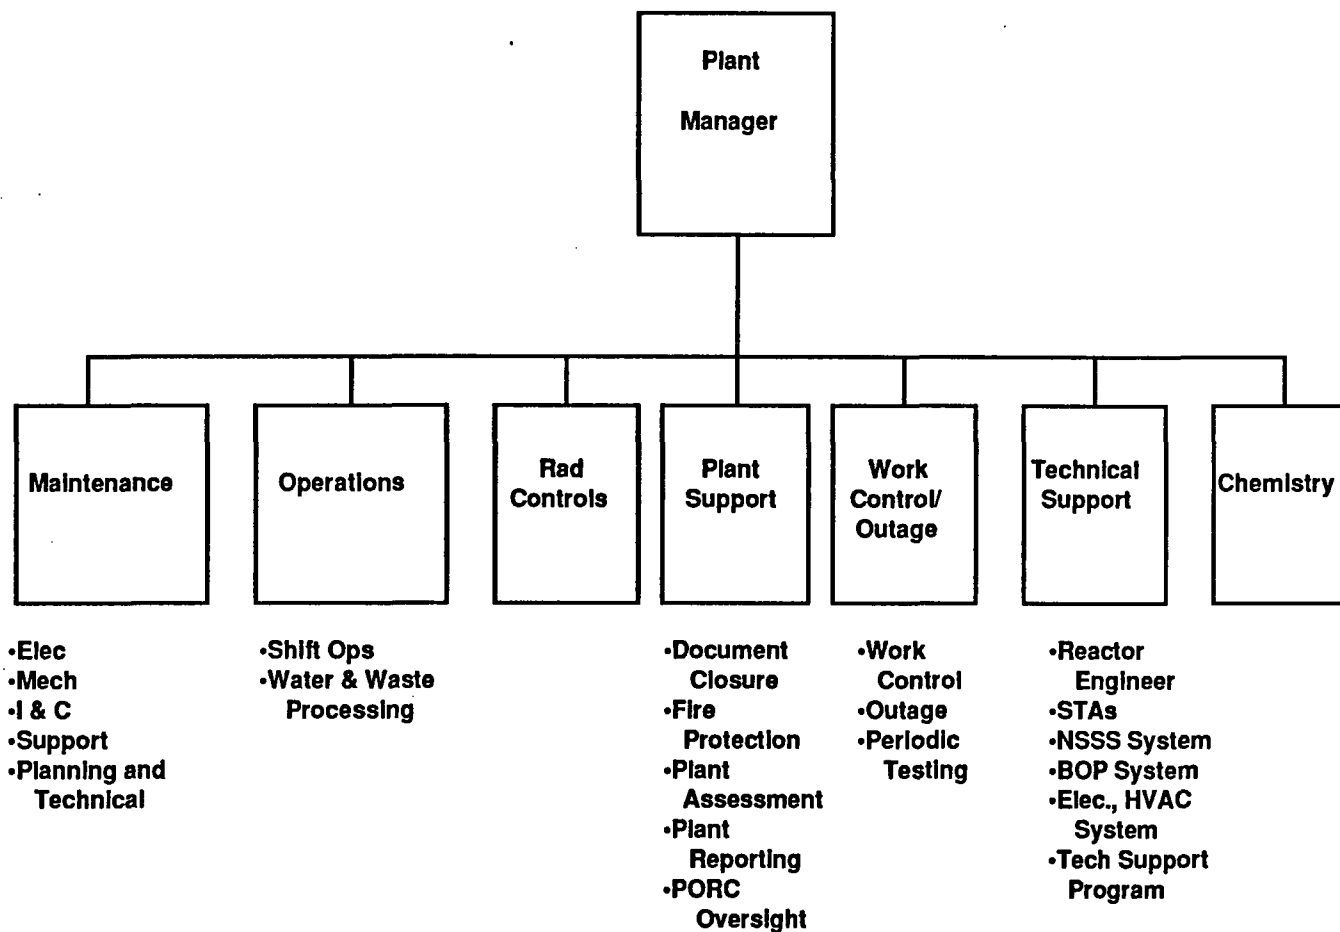 Plant
Manager
Maintenance
Operations
Rad
Controls
Plant
Support
Work
Control/
Outage
Technical
Support
Chemistry
•Elec
•Mech
•I & C
•Support
•Planning and
Technical
•Shift Ops
•Water & Waste
Processing
•Document
Closure
•Fire
Protection
•Plant
Assessment
•Plant
Reporting
•PORC
Oversight
•Work
Control
•Outage
•Periodic
Testing
•Reactor
Engineer
•STAs
•NSSS System
•BOP System
•Elec., HVAC
System
•Tech Support
Program